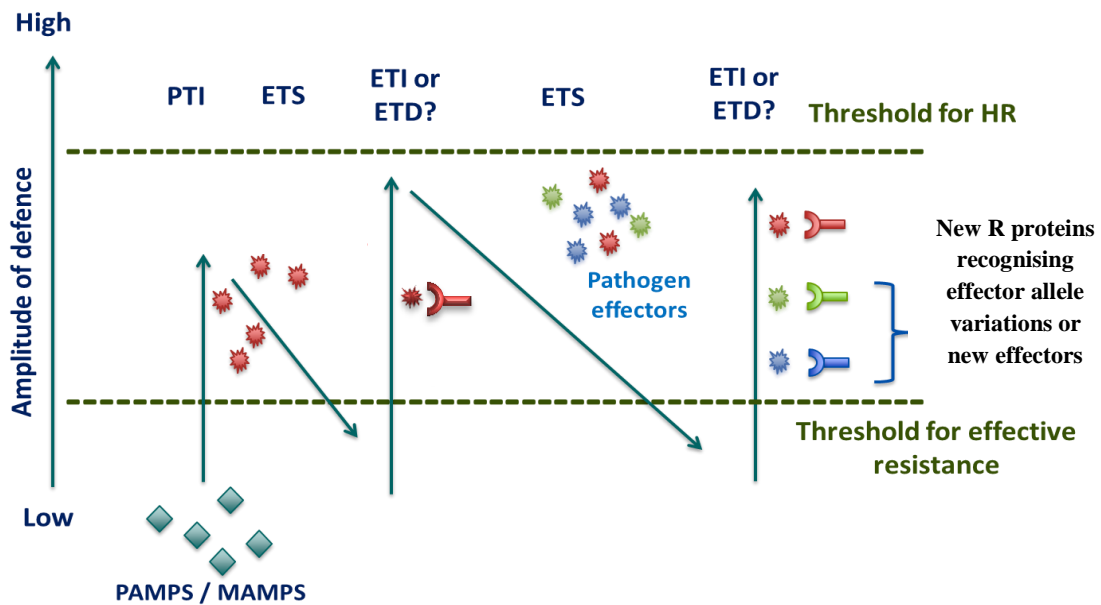 High
PTI
ETS
ETI or
ETD?
ETS
ETI or
ETD?
Threshold for HR
Amplitude of defence
Pathogen
effectors
New R proteins
recognising
effector allele
variations or
new effectors
Threshold for effective
resistance
Low
PAMPS / MAMPS